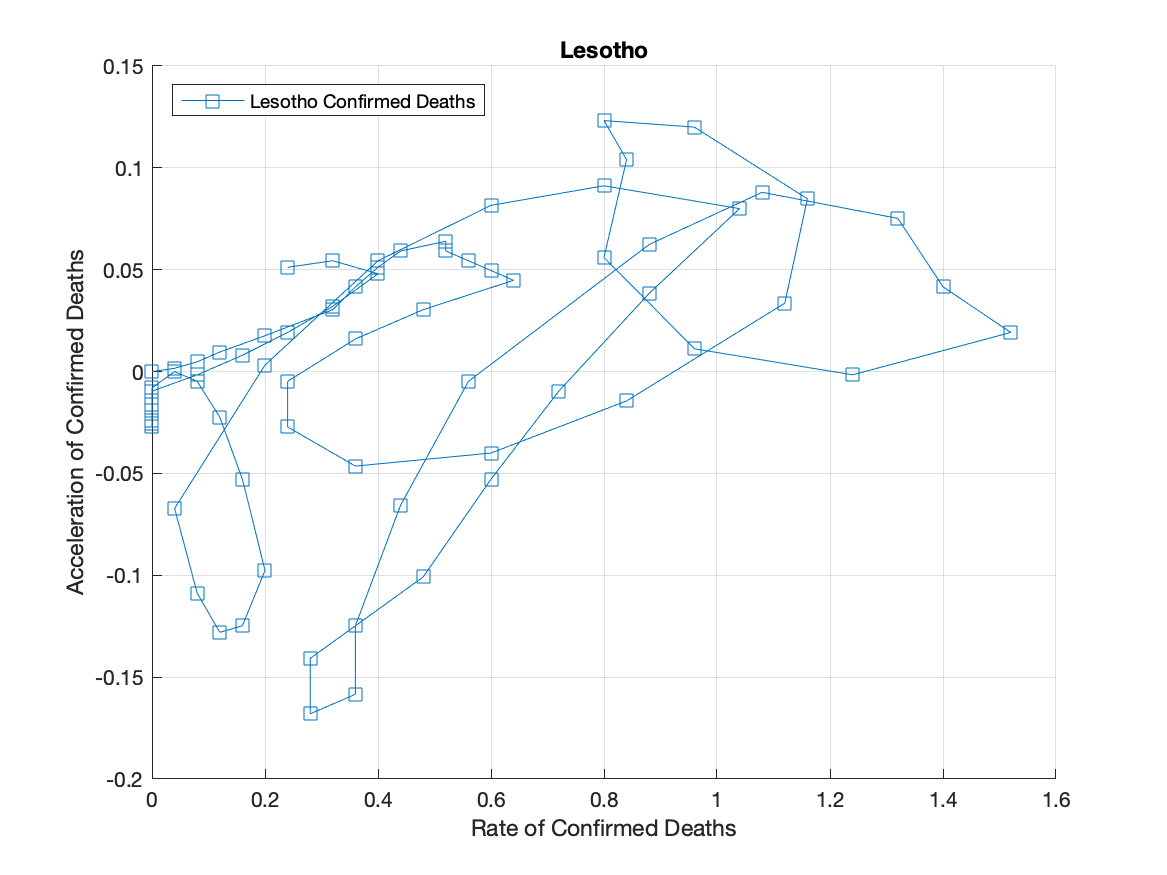 Lesotho
Lesotho Confirmed Deaths
0.15
0.1
0.05
0
-0.05
-0.1
-0.15
-0.2
Acceleration of Confirmed Deaths
0 0.2 0.4 0.6 0.8 1 1.2 1.4 1.6
Rate of Confirmed Deaths